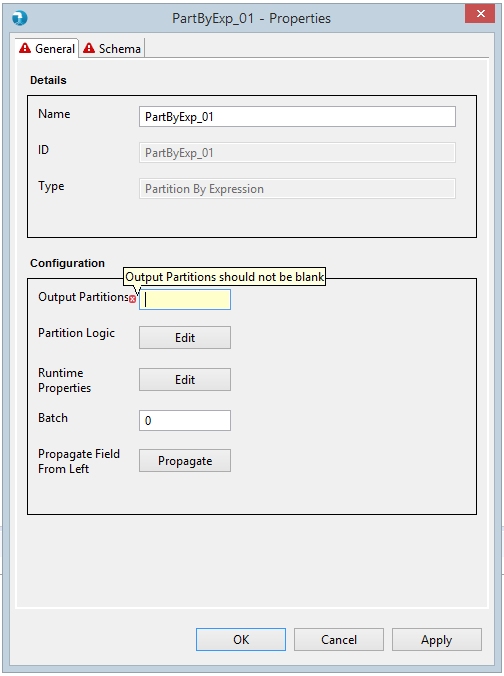 PartByExp_01 - Properties
General Schema
Details
Name PartByExp_01
ID PartByExp_01
Type Partition By Expression
Configuration
Output Partitions should not be blank
Output Partitions
Partition Logic Edit
Runtime
Properties Edit
Batch 0
Propagate Field
From Left Propagate
OK Cancel Apply